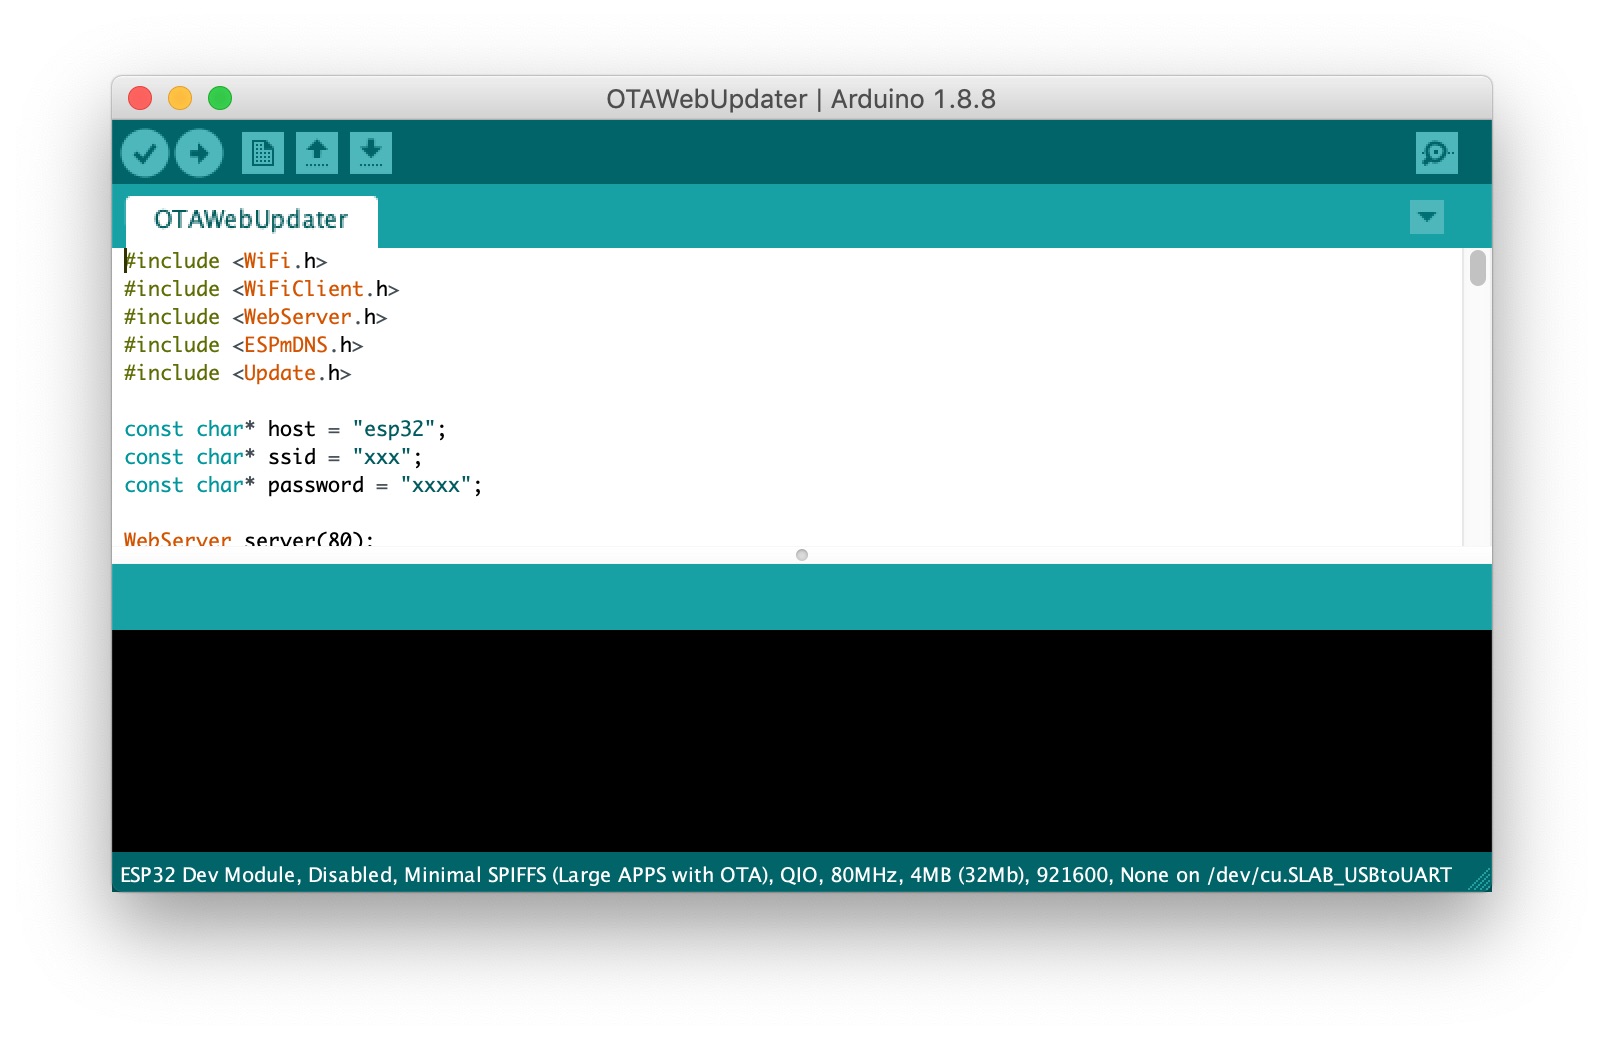 OTAWebUpdater | Arduino 1.8.8
OTAWebUpdater
#include <WiFi.h>
#include <WiFiClient.h>
#include <WebServer.h>
#include <ESPmDNS.h>
#include <Update.h>
const char* host = "esp32";
const char* ssid = "xxx";
const char* password = "xxxx";
WebServer server(80);
ESP32 Dev Module, Disabled, Minimal SPIFFS (Large APPS with OTA), QIO, 80MHz, 4MB (32Mb), 921600, None on /dev/cu.SLAB_USBtoUART